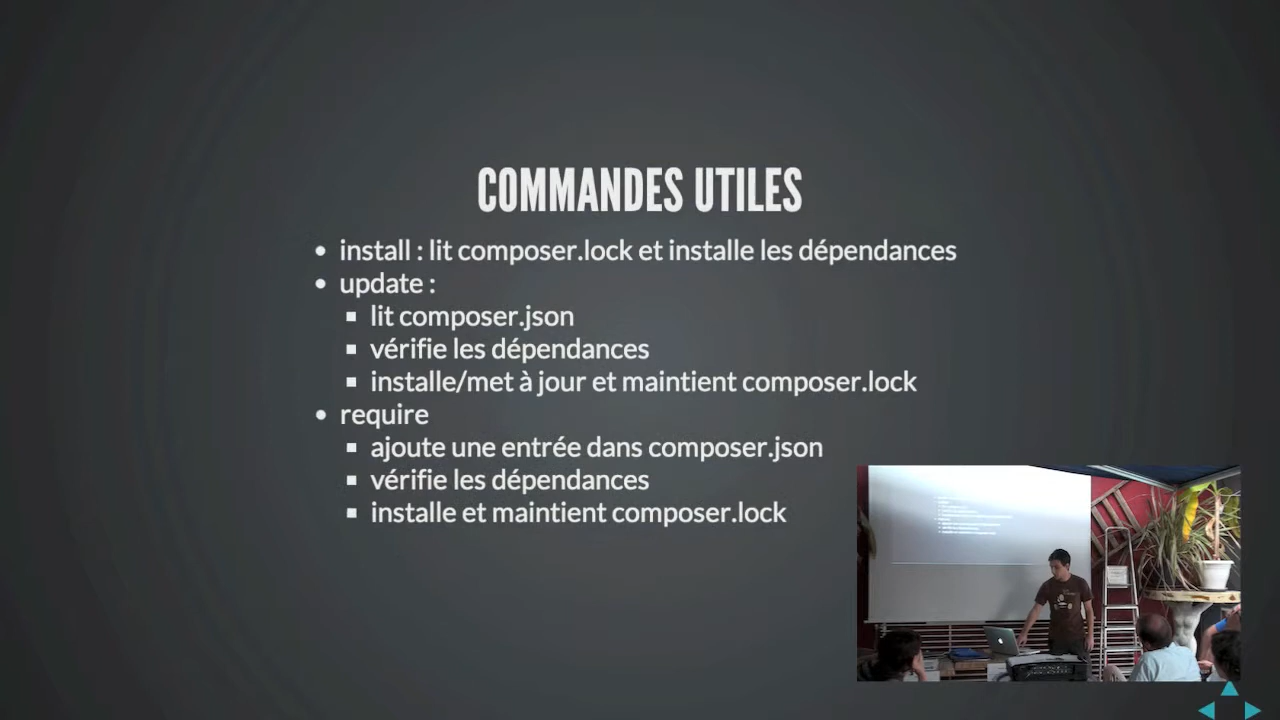 COMMANDES UTILES
• install : lit composer.lock et installe les dépendances
• update :
▪ lit composer.json
▪ vérifie les dépendances
▪ installe/met à jour et maintient composer.lock
• require
▪ ajoute une entrée dans composer.json
▪ vérifie les dépendances
▪ installe et maintient composer.lock